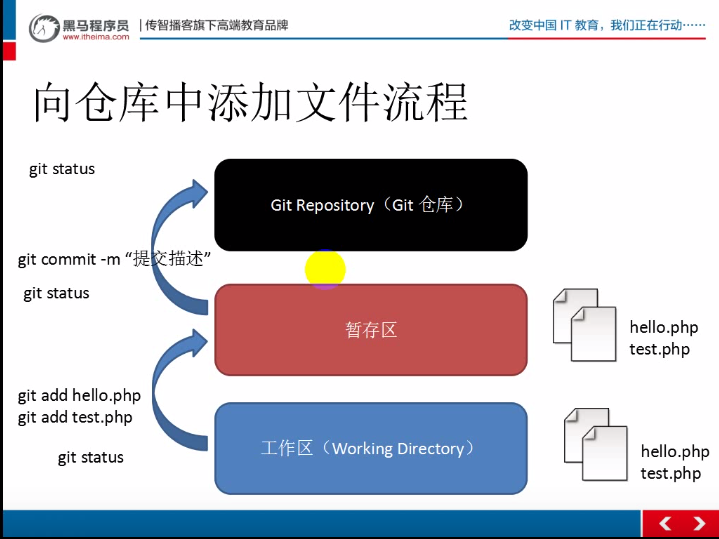 黑马程序员
www.itheima.com
传智播客旗下高端教育品牌
改变中国 IT 教育，我们正在行动……
向仓库中添加文件流程
git status
Git Repository（Git 仓库）
git commit -m “提交描述”
git status
暂存区
hello.php
test.php
git add hello.php
git add test.php
git status
工作区（Working Directory）
hello.php
test.php